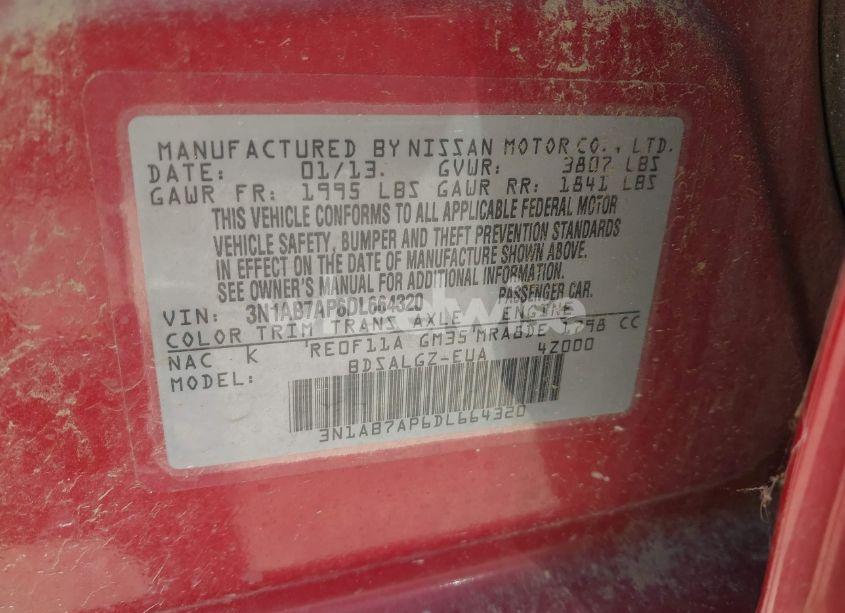 MANUFACTURED BY NISSAN MOTOR CO., LTD.
DATE: 01/13. GVWR: 3807 LBS
GAWR FR: 1995 LBS GAWR RR: 1841 LBS
THIS VEHICLE CONFORMS TO ALL APPLICABLE FEDERAL MOTOR
VEHICLE SAFETY, BUMPER AND THEFT PREVENTION STANDARDS
IN EFFECT ON THE DATE OF MANUFACTURE SHOWN ABOVE.
SEE OWNER'S MANUAL FOR ADDITIONAL INFORMATION.
VIN: 3N1AB7AP6DL664320 PASSENGER CAR.
COLOR TRIM TRANS AXLE ENGINE
NAC K RE0F11A GM35 MRA8DE 1798 CC
MODEL: BDSALGZ-EUA 4Z000
3N1AB7AP6DL664320